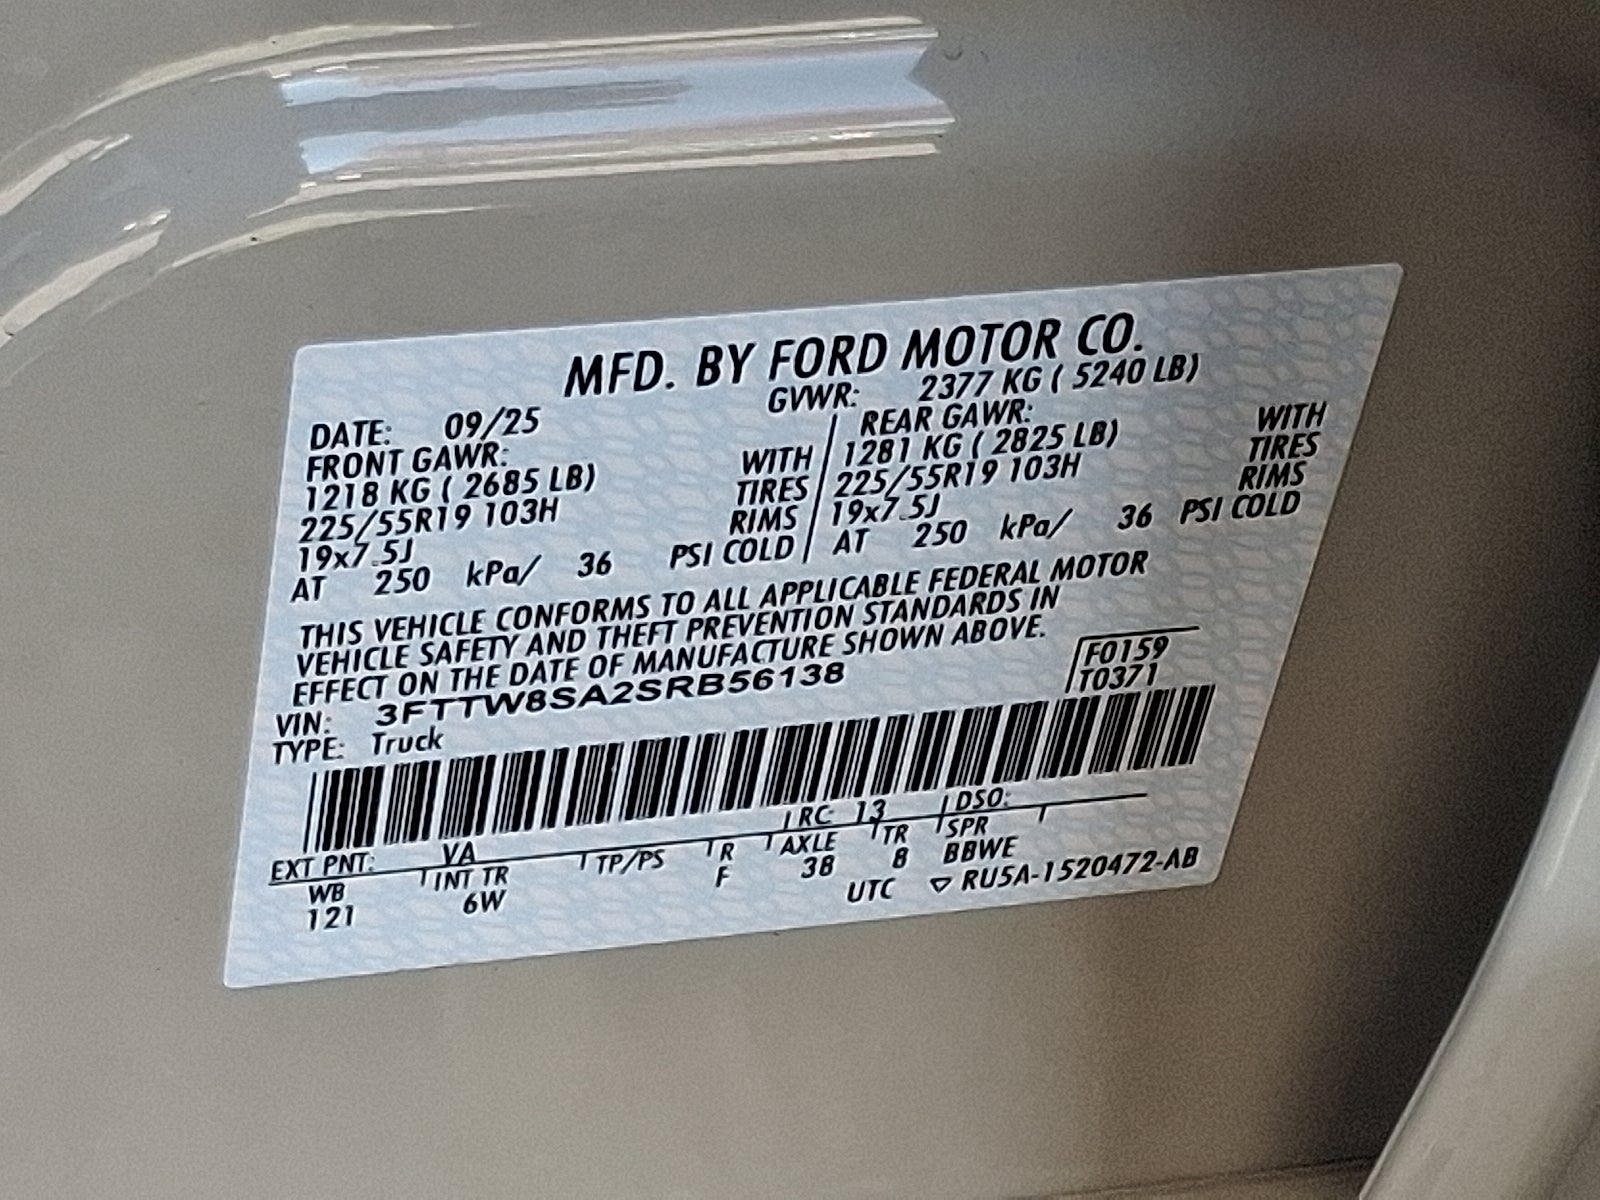 MFD. BY FORD MOTOR CO.
DATE: 09/25 GVWR: 2377 KG ( 5240 LB)
FRONT GAWR: REAR GAWR:
1218 KG ( 2685 LB) WITH 1281 KG ( 2825 LB) WITH
225/55R19 103H TIRES 225/55R19 103H TIRES
19x7.5J RIMS 19x7.5J RIMS
AT 250 kPa/ 36 PSI COLD AT 250 kPa/ 36 PSI COLD
THIS VEHICLE CONFORMS TO ALL APPLICABLE FEDERAL MOTOR
VEHICLE SAFETY AND THEFT PREVENTION STANDARDS IN
EFFECT ON THE DATE OF MANUFACTURE SHOWN ABOVE.
VIN: 3FTTW8SA2SRB56138 F0159
TYPE: Truck T0371
EXT PNT: VA RC: 13 DSO:
WB INT TR TP/PS R AXLE TR SPR
121 6W F 3B 8 BBWE
UTC ▽ RU5A-1520472-AB